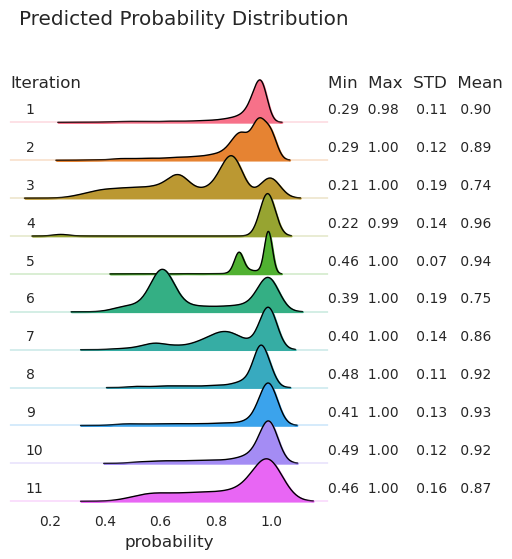 Predicted Probability Distribution
Iteration Min Max STD Mean
1 0.29 0.98 0.11 0.90
2 0.29 1.00 0.12 0.89
3 0.21 1.00 0.19 0.74
4 0.22 0.99 0.14 0.96
5 0.46 1.00 0.07 0.94
6 0.39 1.00 0.19 0.75
7 0.40 1.00 0.14 0.86
8 0.48 1.00 0.11 0.92
9 0.41 1.00 0.13 0.93
10 0.49 1.00 0.12 0.92
11 0.46 1.00 0.16 0.87
0.2 0.4 0.6 0.8 1.0
probability